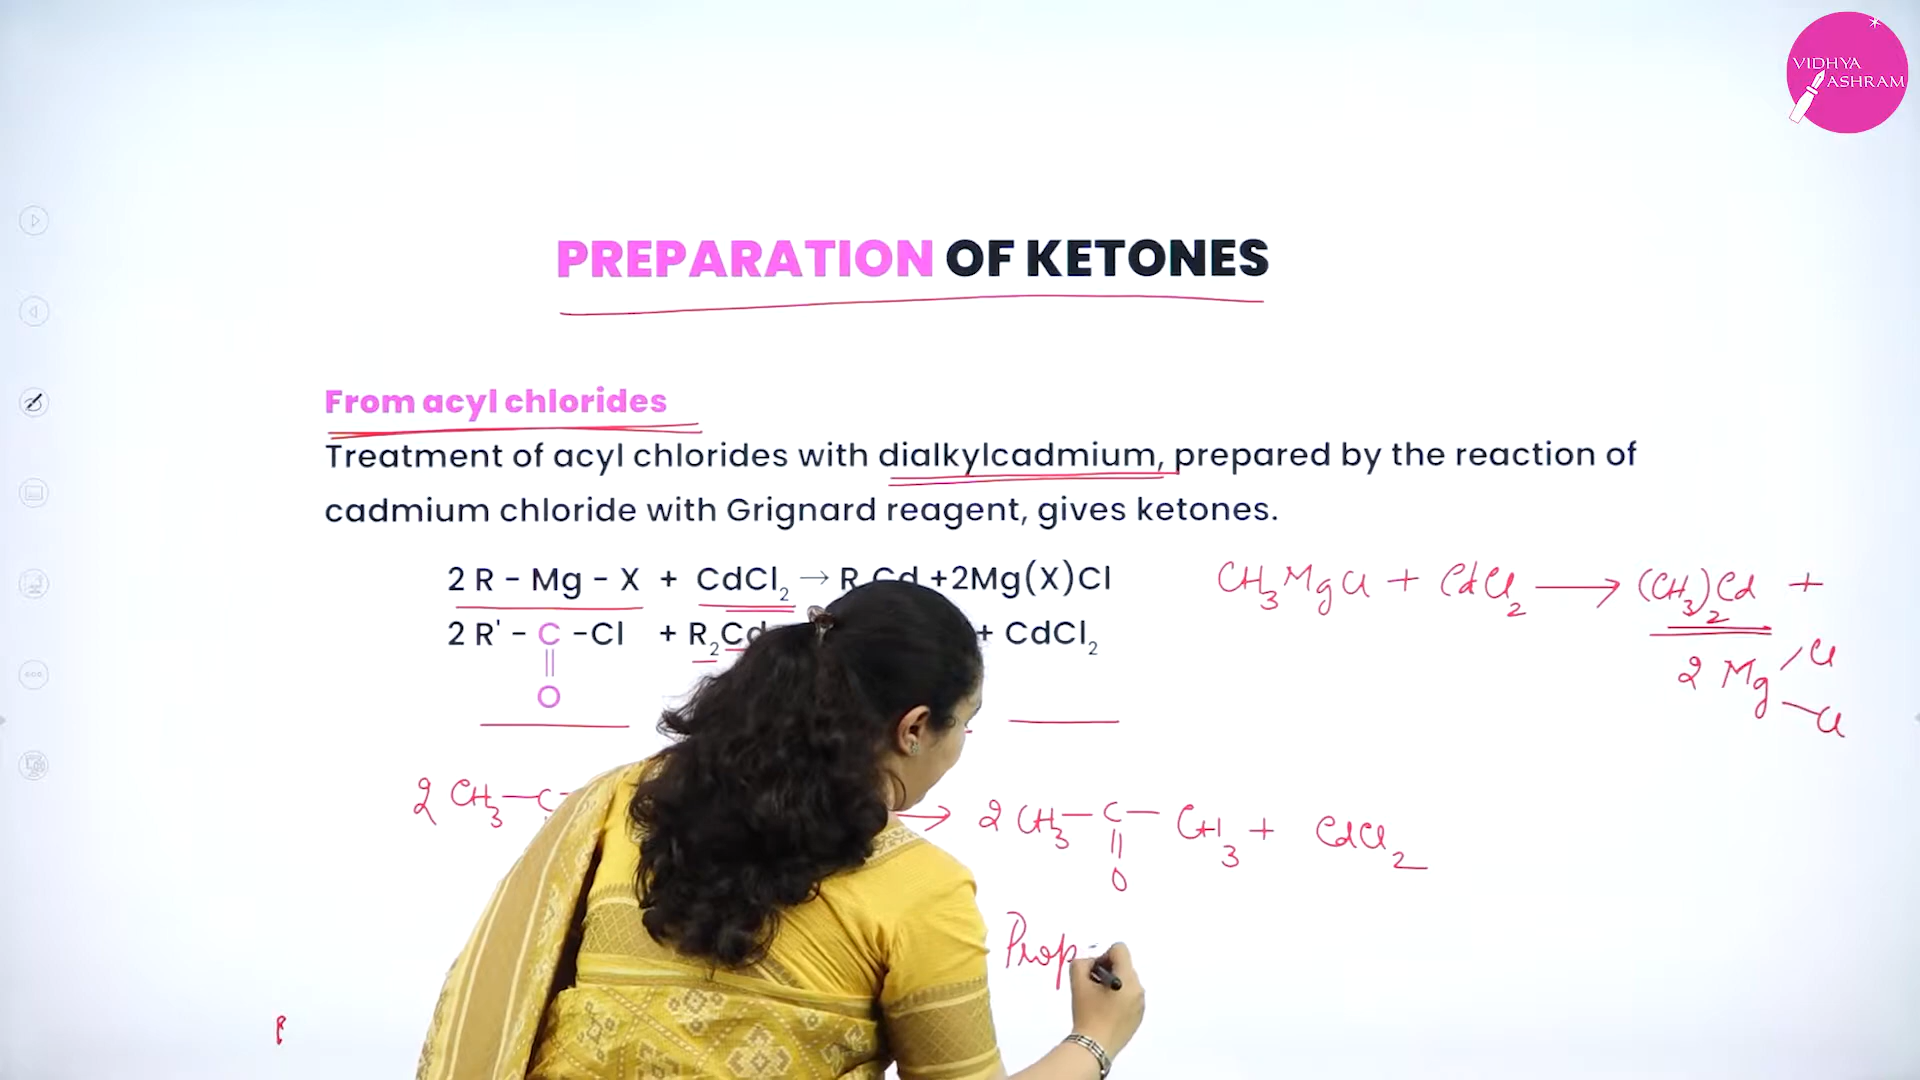 VIDHYA
ASHRAM
PREPARATION OF KETONES
From acyl chlorides
Treatment of acyl chlorides with dialkylcadmium, prepared by the reaction of
cadmium chloride with Grignard reagent, gives ketones.
2 R - Mg - X + CdCl₂ → R Cd +2Mg(X)Cl
2 R' - C -Cl + R₂Cd + CdCl₂
||
O
CH₃MgCl + CdCl₂ → (CH₃)₂Cd +
2 Mg Cl
Cl
2 CH₃ - C → 2 CH₃ - C - CH₃ + CdCl₂
||
O
Prop